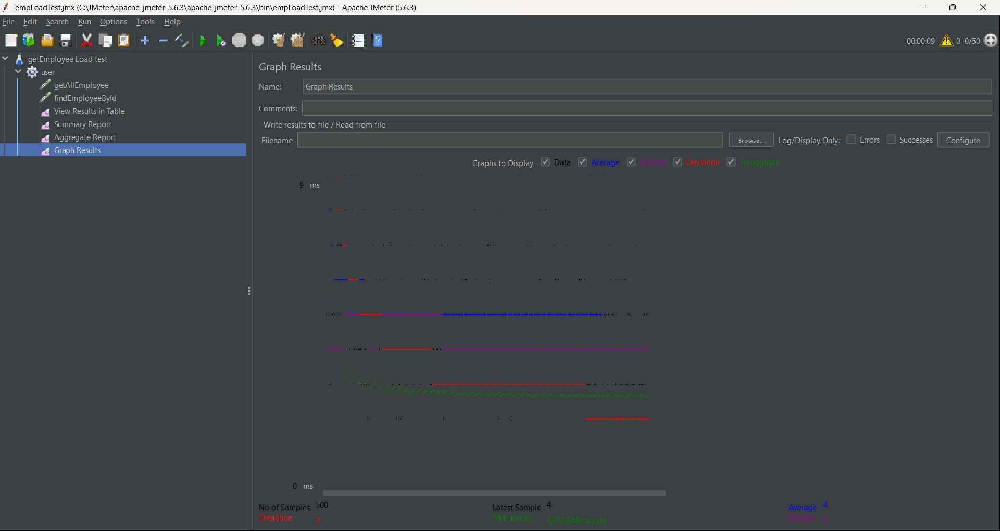 empLoadTest.jmx (C:\JMeter\apache-jmeter-5.6.3\apache-jmeter-5.6.3\bin\empLoadTest.jmx) - Apache JMeter (5.6.3)
File Edit Search Run Options Tools Help
STOP 00:00:09 0 0/50
getEmployee Load test
user
getAllEmployee
findEmployeeById
View Results in Table
Summary Report
Aggregate Report
Graph Results
Graph Results
Name: Graph Results
Comments:
Write results to file / Read from file
Filename Browse... Log/Display Only: Errors Successes Configure
Graphs to Display Data Average Median Deviation Throughput
9 ms
0 ms
No of Samples 500 Latest Sample 4 Average 4
Deviation 2 Throughput 3,076.608/minute Median